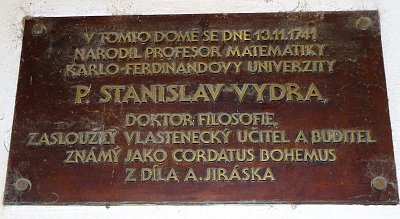 V TOMTO DOMĚ SE DNE 13.11.1741
NARODIL PROFESOR MATEMATIKY
KARLO-FERDINANDOVY UNIVERZITY
P. STANISLAV VYDRA
DOKTOR FILOSOFIE,
ZASLOUŽILÝ VLASTENECKÝ UČITEL A BUDITEL
ZNÁMÝ JAKO CORDATUS BOHEMUS
Z DÍLA A. JIRÁSKA